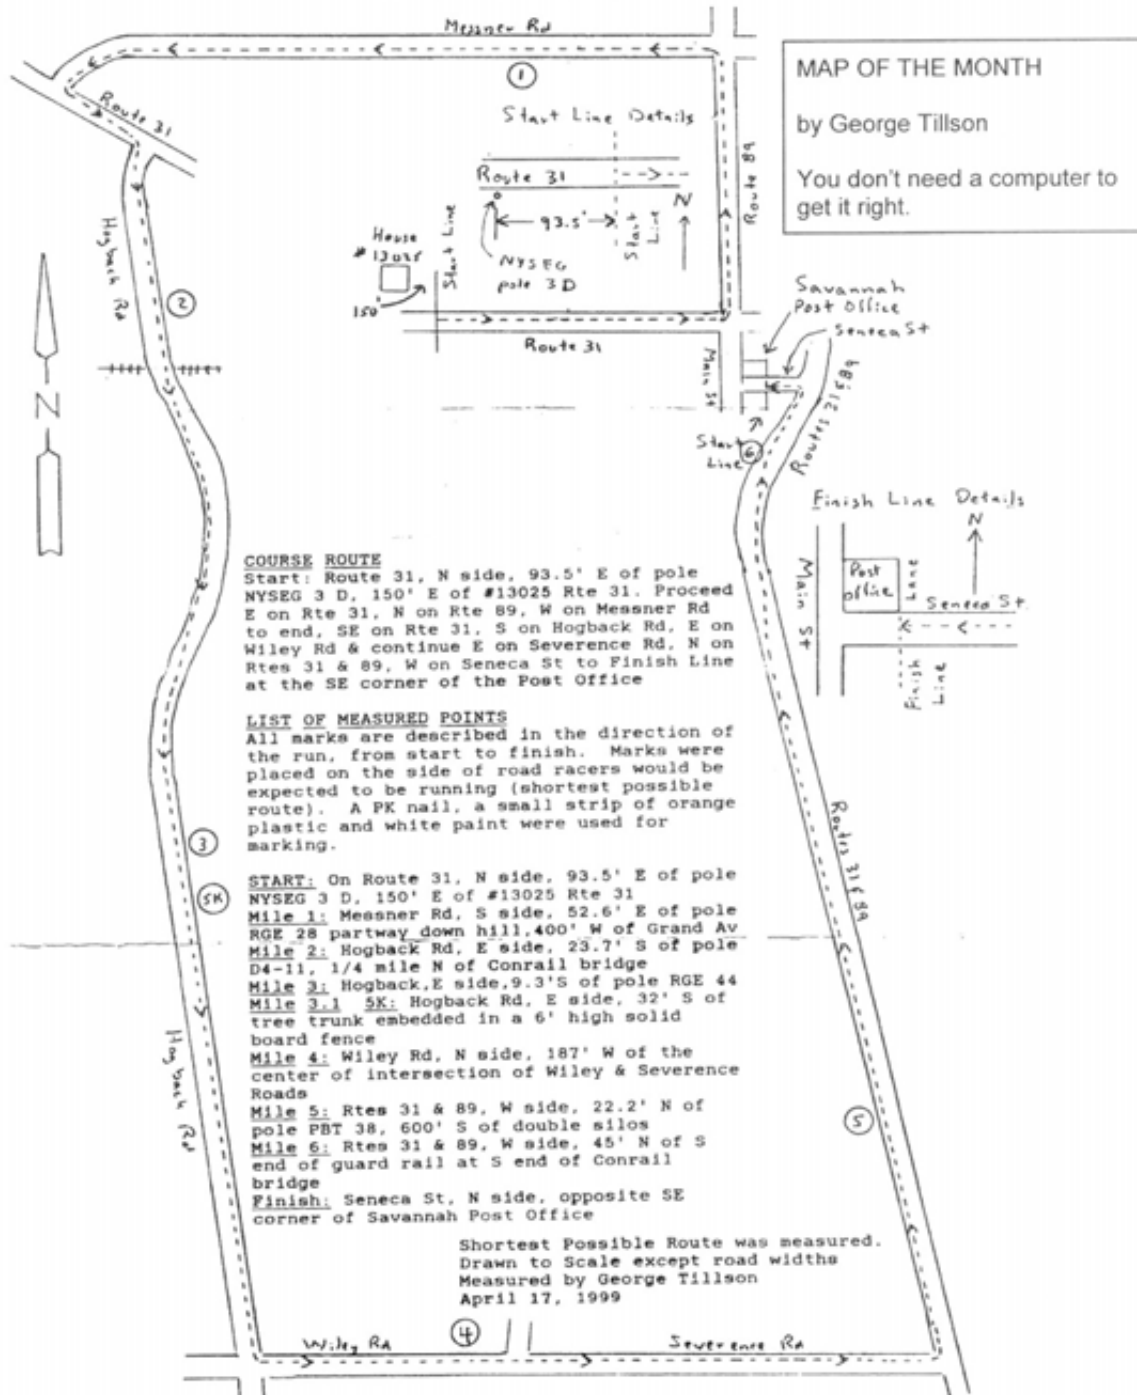 Messner Rd
MAP OF THE MONTH
by George Tillson
You don't need a computer to
get it right.
1
Route 31
Start Line Details
Route 31
N
93.5'
Start
Line
NYSEG
pole 3D
Route 89
House
# 13025
150'
Start Line
Route 31
Hogback Rd
2
N
Savannah
Post Office
Seneca St
Main St
Routes 31 & 89
Start
Line
6
Finish Line Details
N
Main St
Post
Office
Lane
Seneca St.
Finish
Line
COURSE ROUTE
Start: Route 31, N side, 93.5' E of pole
NYSEG 3 D, 150' E of #13025 Rte 31. Proceed
E on Rte 31, N on Rte 89, W on Messner Rd
to end, SE on Rte 31, S on Hogback Rd, E on
Wiley Rd & continue E on Severence Rd, N on
Rtes 31 & 89, W on Seneca St to Finish Line
at the SE corner of the Post Office
LIST OF MEASURED POINTS
All marks are described in the direction of
the run, from start to finish. Marks were
placed on the side of road racers would be
expected to be running (shortest possible
route). A PK nail, a small strip of orange
plastic and white paint were used for
marking.
3
5K
START: On Route 31, N side, 93.5' E of pole
NYSEG 3 D, 150' E of #13025 Rte 31
Mile 1: Messner Rd, S side, 52.6' E of pole
RGE 28 partway down hill,400' W of Grand Av
Mile 2: Hogback Rd, E side, 23.7' S of pole
D4-11, 1/4 mile N of Conrail bridge
Mile 3: Hogback,E side,9.3'S of pole RGE 44
Mile 3.1 5K: Hogback Rd, E side, 32' S of
tree trunk embedded in a 6' high solid
board fence
Mile 4: Wiley Rd, N side, 187' W of the
center of intersection of Wiley & Severence
Roads
Mile 5: Rtes 31 & 89, W side, 22.2' N of
pole PBT 38, 600' S of double silos
Mile 6: Rtes 31 & 89, W side, 45' N of S
end of guard rail at S end of Conrail
bridge
Finish: Seneca St, N side, opposite SE
corner of Savannah Post Office
Routes 31 & 89
Hogback Rd
5
Shortest Possible Route was measured.
Drawn to Scale except road widths
Measured by George Tillson
April 17, 1999
Wiley Rd
4
Severence Rd